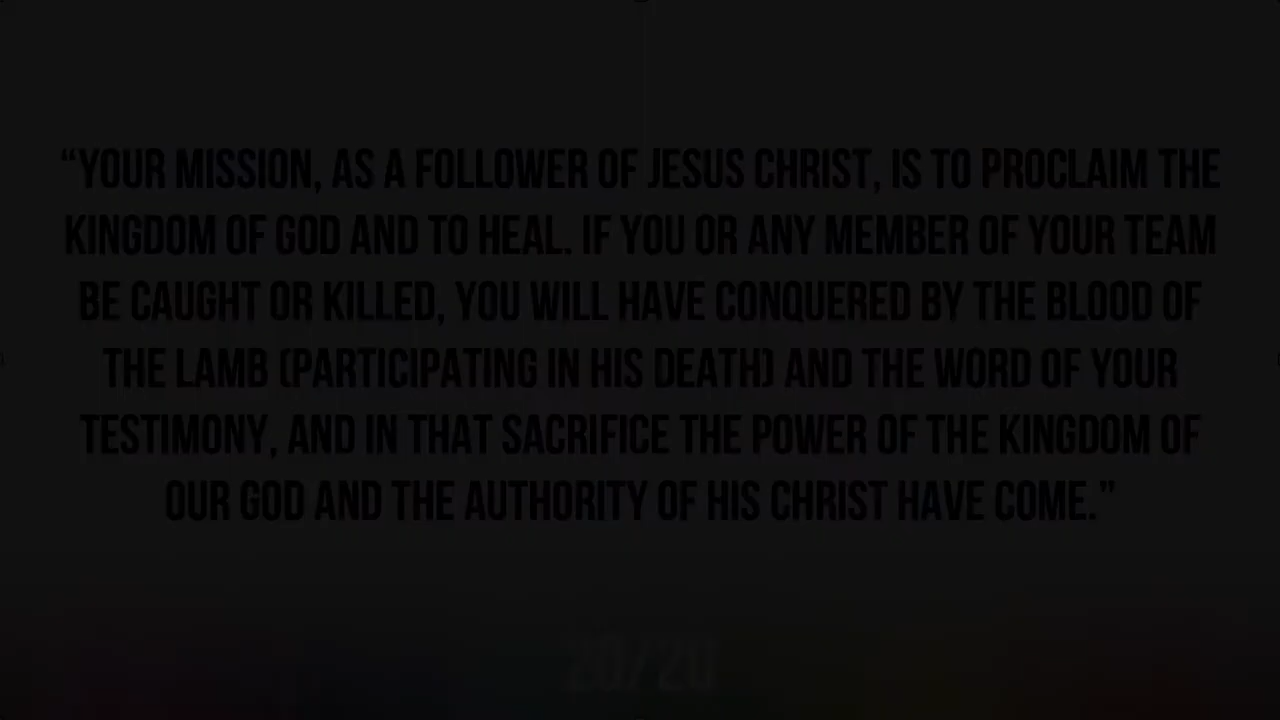 “YOUR MISSION, AS A FOLLOWER OF JESUS CHRIST, IS TO PROCLAIM THE
KINGDOM OF GOD AND TO HEAL. IF YOU OR ANY MEMBER OF YOUR TEAM
BE CAUGHT OR KILLED, YOU WILL HAVE CONQUERED BY THE BLOOD OF
THE LAMB (PARTICIPATING IN HIS DEATH) AND THE WORD OF YOUR
TESTIMONY, AND IN THAT SACRIFICE THE POWER OF THE KINGDOM OF
OUR GOD AND THE AUTHORITY OF HIS CHRIST HAVE COME.”
20/20